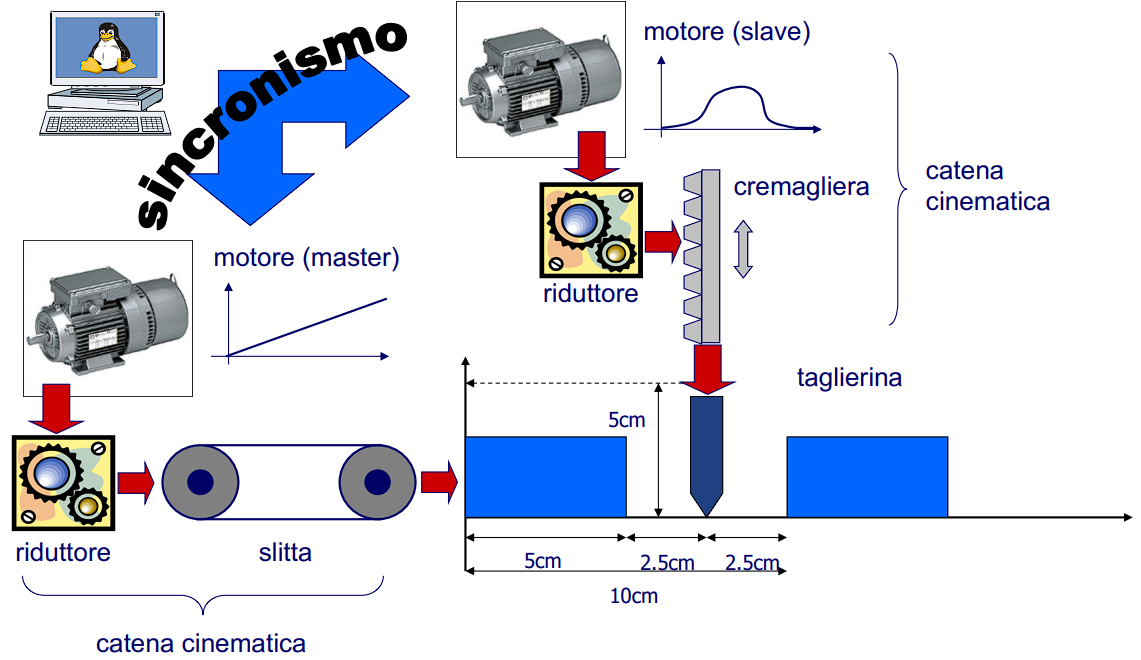 sincronismo
motore (slave)
catena
cinematica
cremagliera
riduttore
motore (master)
taglierina
5cm
riduttore
slitta
5cm
2.5cm
2.5cm
10cm
catena cinematica